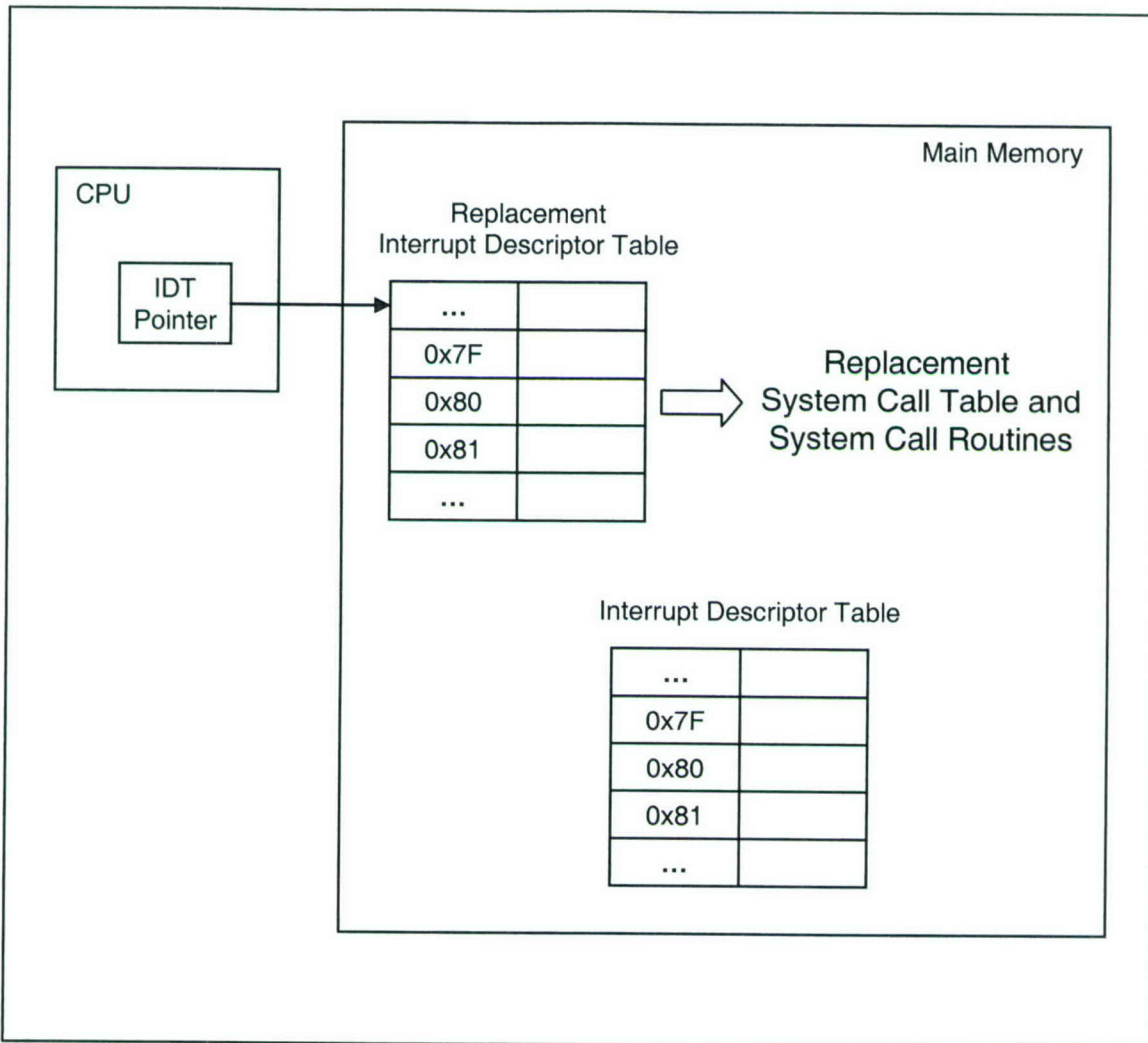 Main Memory
CPU
IDT
Pointer
Replacement
Interrupt Descriptor Table
...
0x7F
0x80
0x81
...
Replacement
System Call Table and
System Call Routines
Interrupt Descriptor Table
...
0x7F
0x80
0x81
...